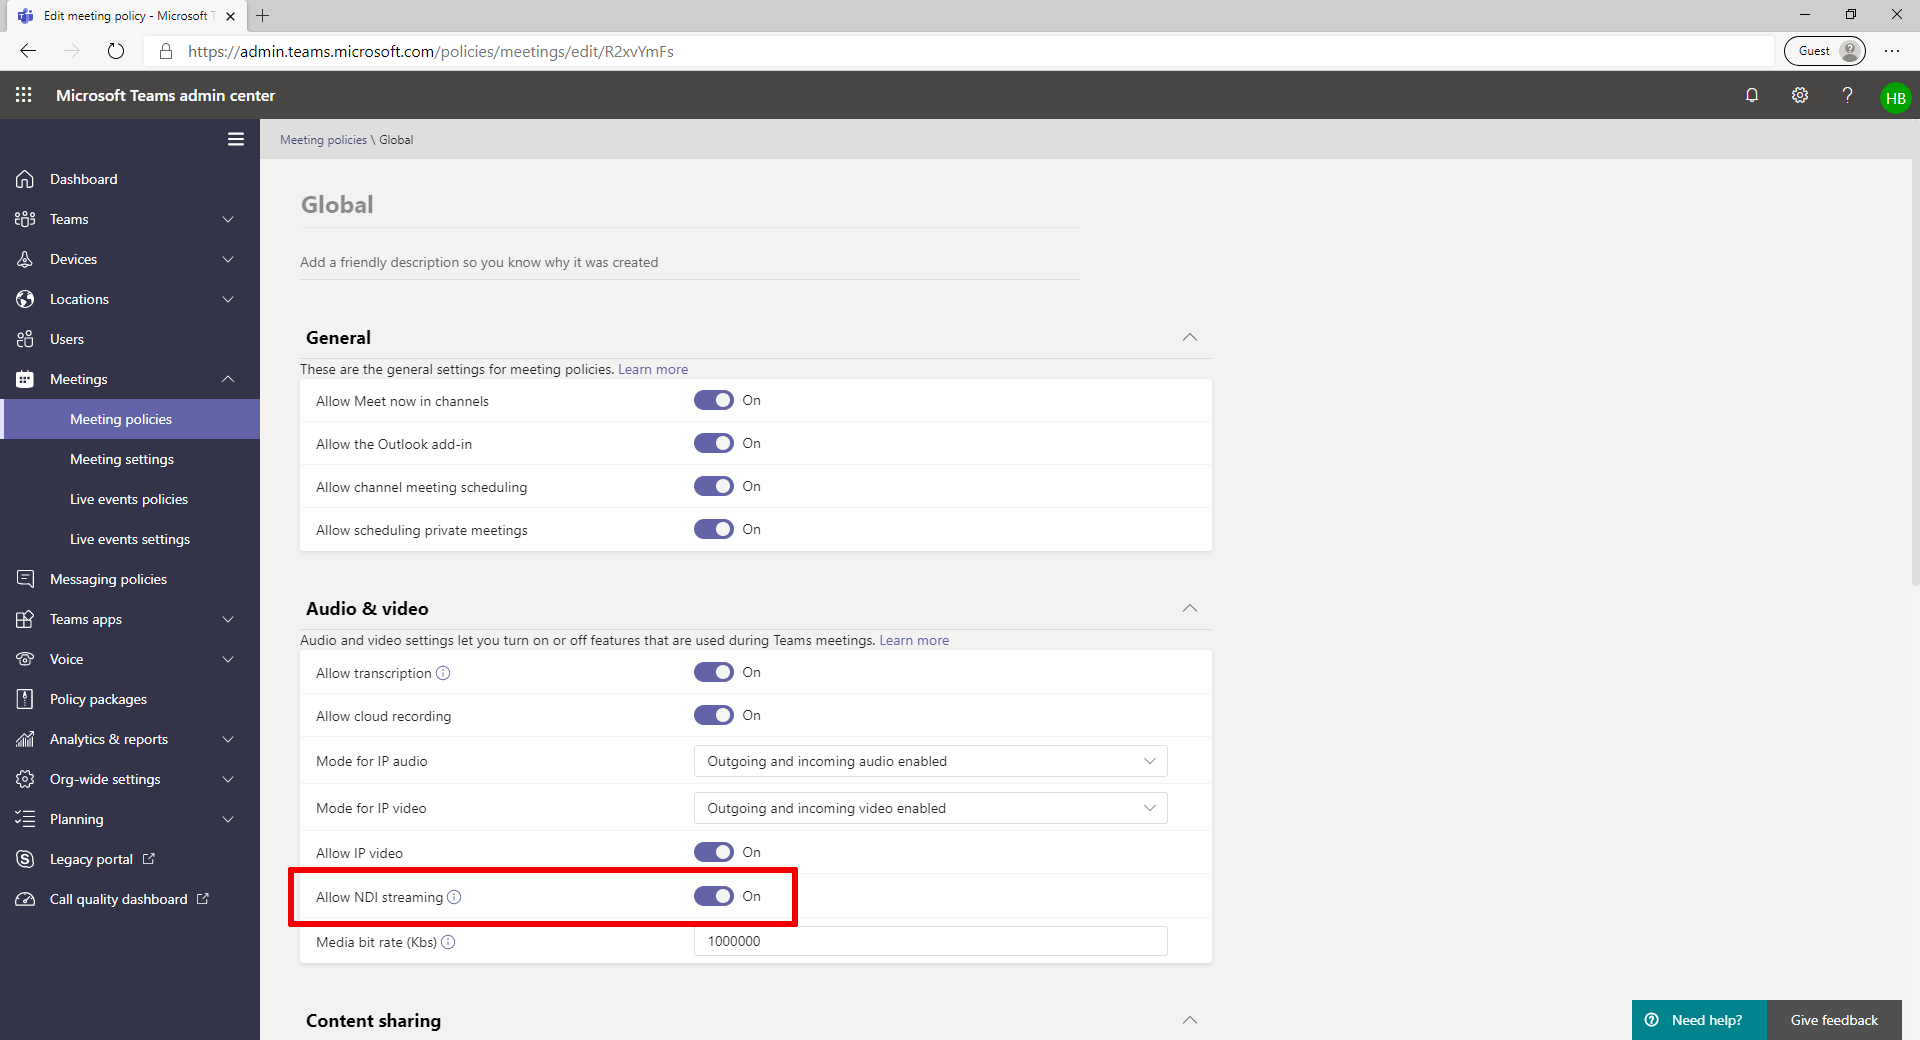 Edit meeting policy - Microsoft T
https://admin.teams.microsoft.com/policies/meetings/edit/R2xvYmFs
Guest
Microsoft Teams admin center
HB
Meeting policies \ Global
Dashboard
Teams
Devices
Locations
Users
Meetings
Meeting policies
Meeting settings
Live events policies
Live events settings
Messaging policies
Teams apps
Voice
Policy packages
Analytics & reports
Org-wide settings
Planning
Legacy portal
Call quality dashboard
Global
Add a friendly description so you know why it was created
General
These are the general settings for meeting policies. Learn more
Allow Meet now in channels On
Allow the Outlook add-in On
Allow channel meeting scheduling On
Allow scheduling private meetings On
Audio & video
Audio and video settings let you turn on or off features that are used during Teams meetings. Learn more
Allow transcription On
Allow cloud recording On
Mode for IP audio Outgoing and incoming audio enabled
Mode for IP video Outgoing and incoming video enabled
Allow IP video On
Allow NDI streaming On
Media bit rate (Kbs) 1000000
Content sharing
Need help?
Give feedback